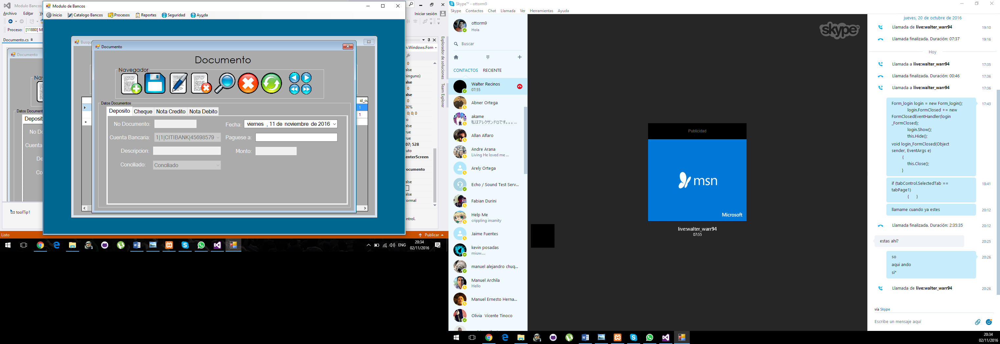 Modulo Bancos
Archivo Editar Ve
Proceso: [11880] M
Documento.cs
Documento
Na
Datos Document
Deposit
No D
Cuenta
De
Co
toolTip1
Listo
Modulo de Bancos
Inicio Catalogo Bancos Procesos Reportes Seguridad Ayuda
Busqu
Documento
Documento
Navegador
Datos Documentos
Deposito Cheque Nota Credito Nota Debito
No Documento: Fecha: viernes , 11 de noviembre de 2016
Cuenta Bancaria: 1|1|CITIBANK|45698579 Paguese a:
Descripcion: Monto:
Conciliado: Conciliado
id_cu
1
1
Iniciar sesión
n.Windows.Forn
0
alse
ninguno)
alse
0
alse
0
00%
0; 0; 0
o
alse
rue
rue
07; 528
uto
enterScreen
ocumento
alse
alse
ormal
ntrol.
Explorador de soluciones
Team Explorer
Publicar
ENG
20:34
02/11/2016
Skype™ - ottorm9
Skype Contactos Chat Llamada Ver Herramientas Ayuda
ottorm9
Hola
Buscar
CONTACTOS RECIENTE
Walter Recinos
07:55
Abner Ortega
akame
私はアレクサンドロです。。。...
Allan Alfaro
Andre Arana
Living He loved me ...
Arely Ortega
Echo / Sound Test Serv...
Fabian Durini
Help Me
crippling insanity
Jaime Fuentes
kevin posadas
miuw....
manuel alejandro chuq...
Manuel Archila
Hello
Manuel Ernesto Herna...
Olivia Vicente Tinoco
skype™
Publicidad
msn
Microsoft
live:walter_warr94
07:55
jueves, 20 de octubre de 2016
Llamada de live:walter_warr94 19:10
Llamada finalizada. Duración: 07:37 19:16
Hoy
Llamada a live:walter_warr94 17:35
Llamada finalizada. Duración: 00:46 17:36
Llamada a live:walter_warr94 17:36
Form_login login = new Form_login(); 17:43
login.FormClosed += new
FormClosedEventHandler(login
_FormClosed);
login.Show();
this.Hide();
void login_FormClosed(Object
sender, EventArgs e)
{
this.Close();
}
if (tabControl.SelectedTab == 18:41
tabPage1)
{ }
llamame cuando ya estes 20:12
Llamada finalizada. Duración: 2:35:35 20:12
estas ahí? 20:25
so 20:26
aqui ando
si*
Llamada de live:walter_warr94 20:26
vía Skype
Escribe un mensaje aquí
20:34
02/11/2016